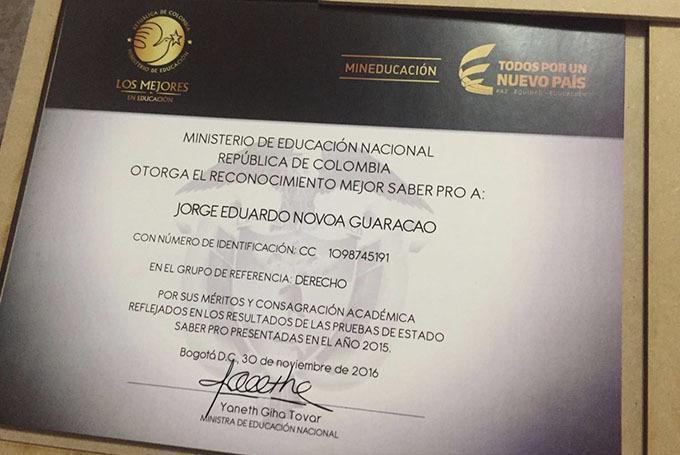 REPÚBLICA DE COLOMBIA
MINISTERIO DE EDUCACIÓN
LOS MEJORES
EN EDUCACIÓN
MINEDUCACIÓN
TODOS POR UN
NUEVO PAÍS
PAZ EQUIDAD EDUCACIÓN
MINISTERIO DE EDUCACIÓN NACIONAL
REPÚBLICA DE COLOMBIA
OTORGA EL RECONOCIMIENTO MEJOR SABER PRO A:
JORGE EDUARDO NOVOA GUARACAO
CON NÚMERO DE IDENTIFICACIÓN: CC 1098745191
EN EL GRUPO DE REFERENCIA: DERECHO
POR SUS MÉRITOS Y CONSAGRACIÓN ACADÉMICA
REFLEJADOS EN LOS RESULTADOS DE LAS PRUEBAS DE ESTADO
SABER PRO PRESENTADAS EN EL AÑO 2015.
Bogotá D.C., 30 de noviembre de 2016
Yaneth Giha Tovar
MINISTRA DE EDUCACIÓN NACIONAL